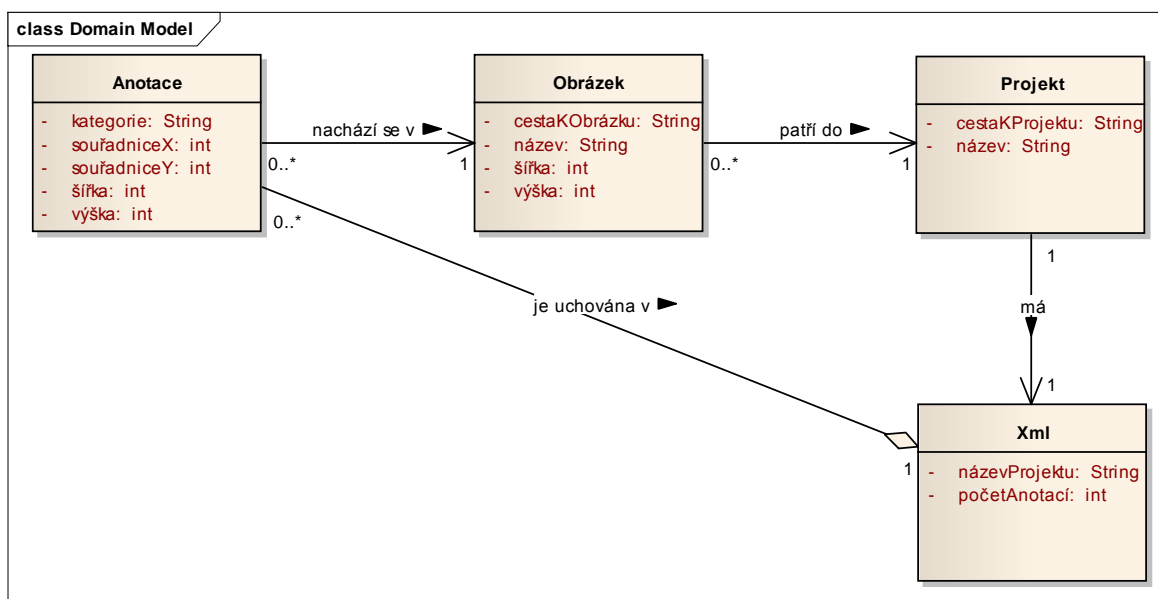 class Domain Model
Anotace
- kategorie: String
- souřadniceX: int
- souřadniceY: int
- šířka: int
- výška: int
nachází se v
0..*
1
Obrázek
- cestaKObrázku: String
- název: String
- šířka: int
- výška: int
patří do
0..*
1
Projekt
- cestaKProjektu: String
- název: String
0..*
je uchována v
1
1
má
1
Xml
- názevProjektu: String
- početAnotací: int